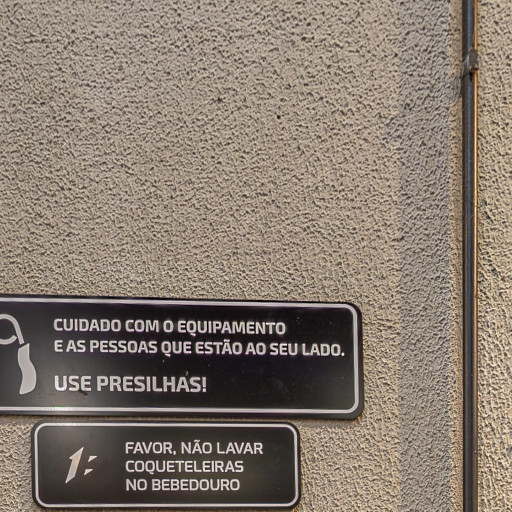 CUIDADO COM O EQUIPAMENTO
E AS PESSOAS QUE ESTÃO AO SEU LADO.
USE PRESILHAS!
FAVOR, NÃO LAVAR
COQUETELEIRAS
NO BEBEDOURO